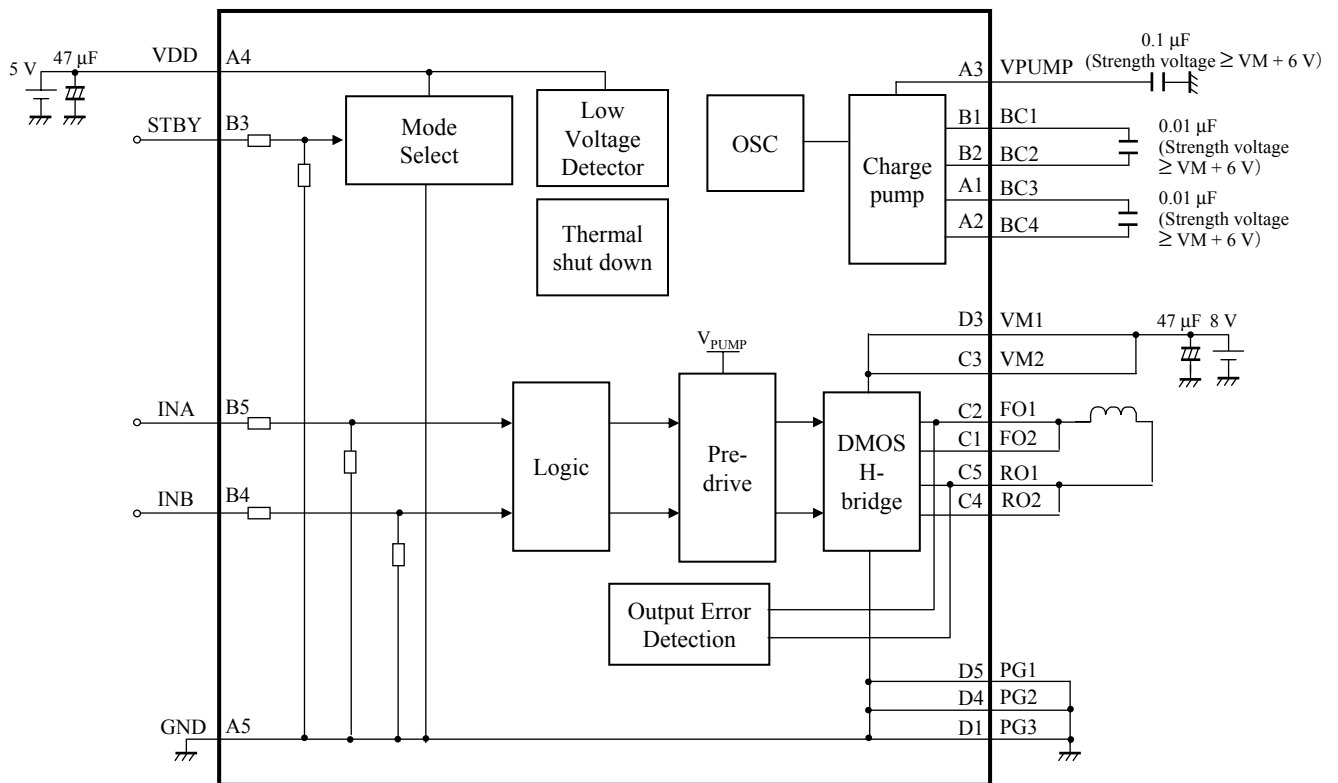 VDD
A4
47 μF
5 V
STBY
B3
Mode
Select
Low
Voltage
Detector
Thermal
shut down
OSC
Charge
pump
A3
VPUMP
0.1 μF
(Strength voltage ≥ VM + 6 V)
B1
BC1
B2
BC2
0.01 μF
(Strength voltage
≥ VM + 6 V)
A1
BC3
A2
BC4
0.01 μF
(Strength voltage
≥ VM + 6 V)
D3
VM1
C3
VM2
47 μF
8 V
VPUMP
INA
B5
INB
B4
Logic
Pre-
drive
DMOS
H-
bridge
C2
FO1
C1
FO2
C5
RO1
C4
RO2
Output Error
Detection
D5
PG1
D4
PG2
D1
PG3
GND
A5